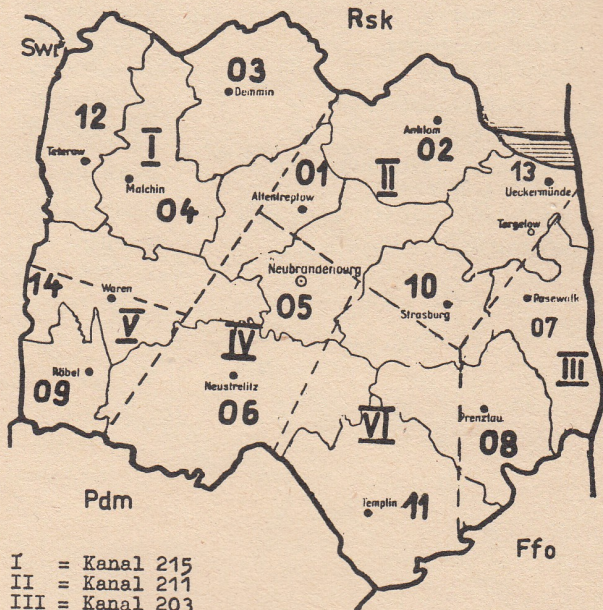 Rsk
Swr
03
Demmin
12
Anklam
02
I
Teterow
01
II
13
Ueckermünde
Malchin
04
Altentreptow
Torgelow
Neubrandenburg
14
Waren
05
10
Pasewalk
Strasburg
07
V
IV
III
Röbel
09
Neustrelitz
06
VI
Prenzlau
08
Pdm
Templin
11
Ffo
I = Kanal 215
II = Kanal 211
III = Kanal 203